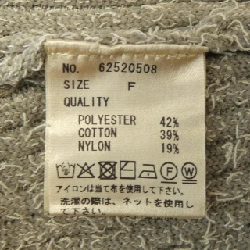 NO. 62520508
SIZE F
QUALITY
POLYESTER 42%
COTTON 39%
NYLON 19%
アイロンは当て布を使用して下さい
洗濯の際は、ネットを使用して下さい